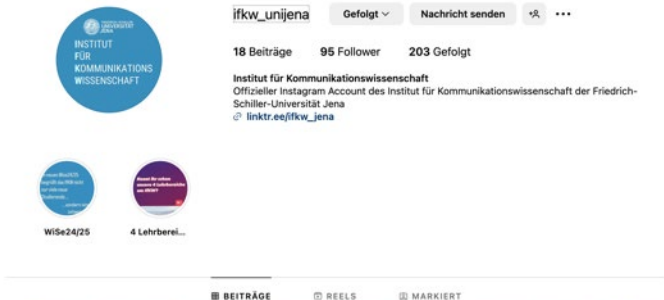 ifkw_unijena Gefolgt Nachricht senden
18 Beiträge 95 Follower 203 Gefolgt
Institut für Kommunikationswissenschaft
Offizieller Instagram Account des Institut für Kommunikationswissenschaft der Friedrich-
Schiller-Universität Jena
linktr.ee/ifkw_jena
UNIVERSITÄT
JENA
INSTITUT
FÜR
KOMMUNIKATIONS
WISSENSCHAFT
WiSe24/25 4 Lehrberei...
BEITRÄGE REELS MARKIERT